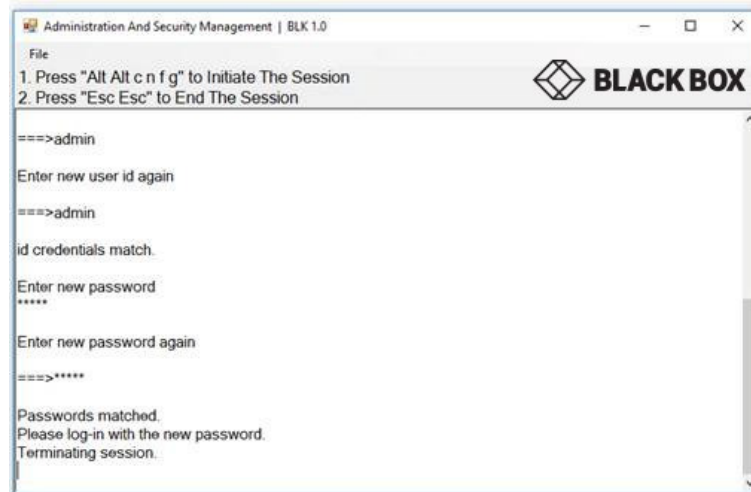 Administration And Security Management | BLK 1.0
File
1. Press "Alt Alt c n f g" to Initiate The Session
2. Press "Esc Esc" to End The Session
BLACK BOX
===>admin
Enter new user id again
===>admin
id credentials match.
Enter new password
*****
Enter new password again
===>*****
Passwords matched.
Please log-in with the new password.
Terminating session.